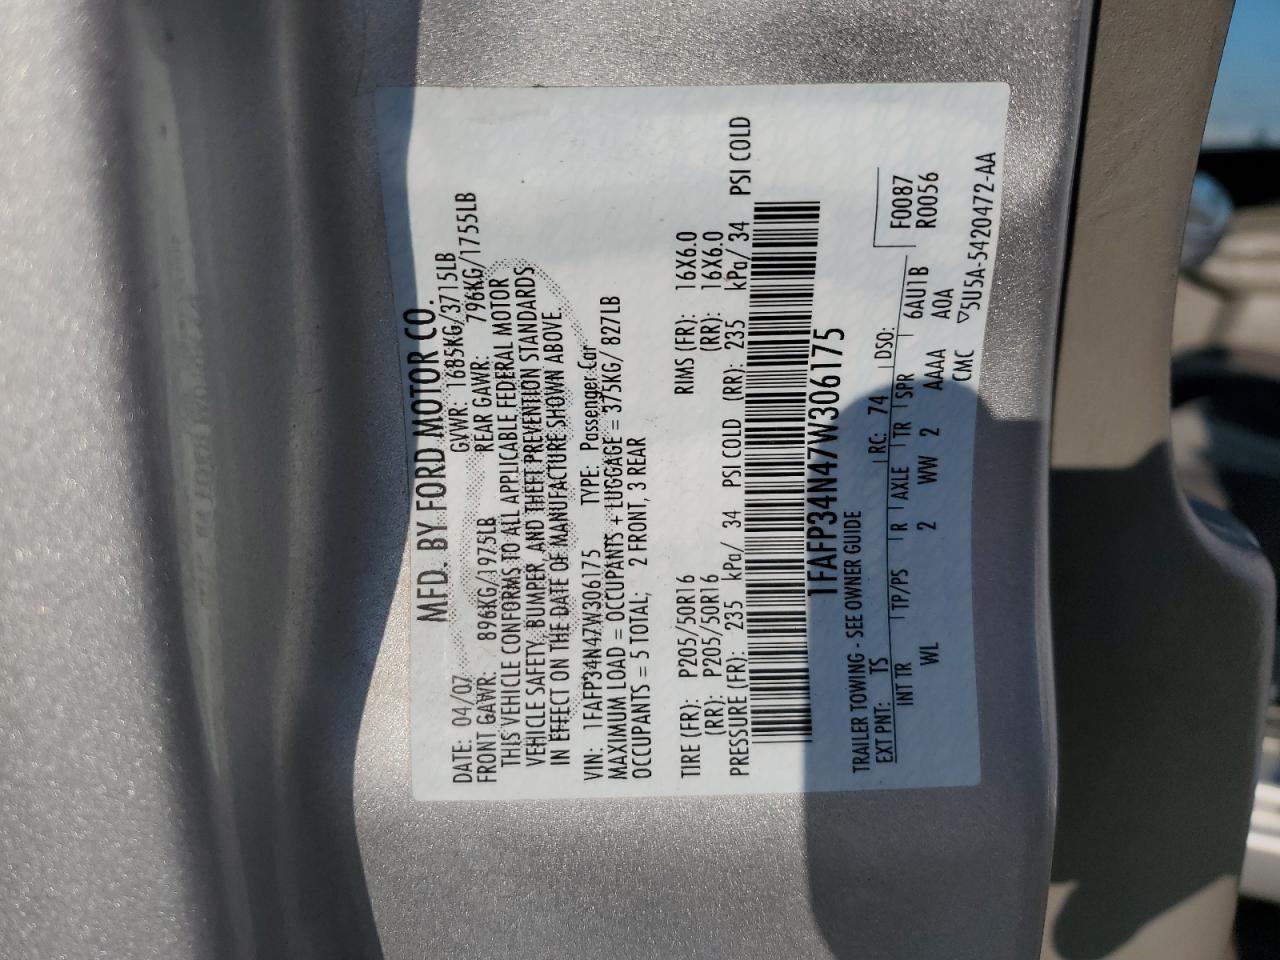 MFD. BY FORD MOTOR CO.
DATE: 04/07 GVWR: 1685KG/3715LB
FRONT GAWR: 896KG/1975LB REAR GAWR: 796KG/1755LB
THIS VEHICLE CONFORMS TO ALL APPLICABLE FEDERAL MOTOR
VEHICLE SAFETY, BUMPER, AND THEFT PREVENTION STANDARDS
IN EFFECT ON THE DATE OF MANUFACTURE SHOWN ABOVE.
VIN: 1FAFP34N47W306175 TYPE: Passenger Car
MAXIMUM LOAD = OCCUPANTS + LUGGAGE = 375KG/ 827LB
OCCUPANTS = 5 TOTAL; 2 FRONT, 3 REAR
TIRE (FR): P205/50R16 RIMS (FR): 16X6.0
(RR): P205/50R16 (RR): 16X6.0
PRESSURE (FR): 235 kPa/ 34 PSI COLD (RR): 235 kPa/ 34 PSI COLD
1FAFP34N47W306175
TRAILER TOWING - SEE OWNER GUIDE
EXT PNT: TS RC: 74 DSO: F0087
INT TR TP/PS R AXLE TR SPR 6AU1B R0056
WL 2 WW 2 AAAA A0A
CMC ▽5U5A-5420472-AA